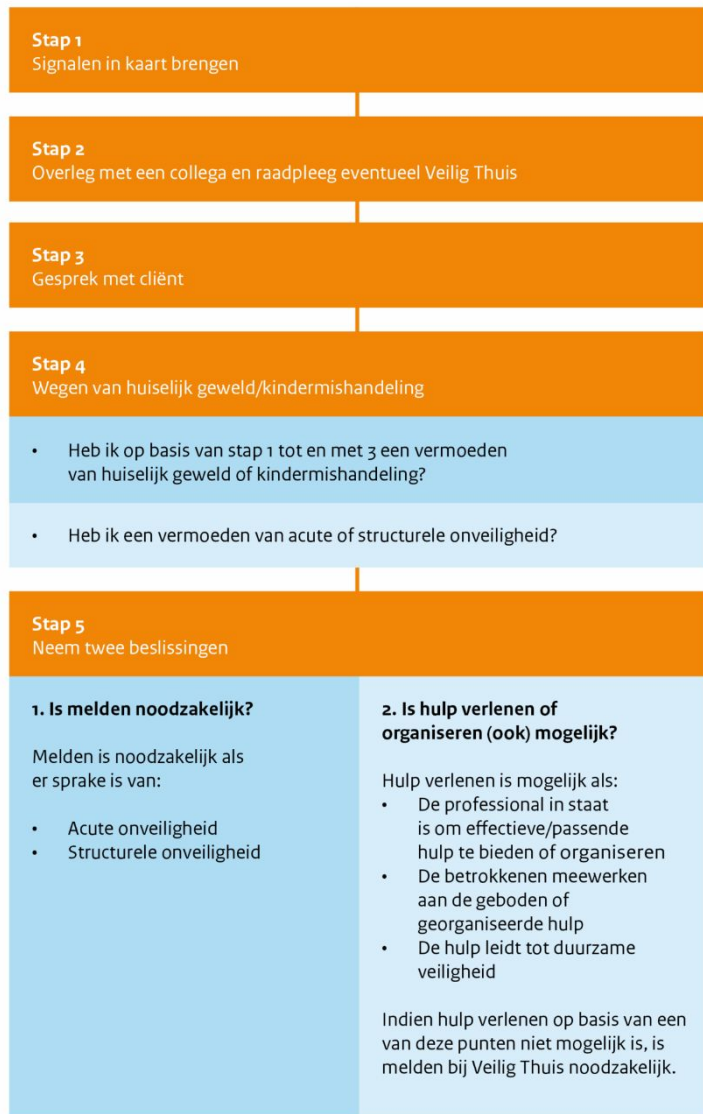 Stap 1
Signalen in kaart brengen
Stap 2
Overleg met een collega en raadpleeg eventueel Veilig Thuis
Stap 3
Gesprek met cliënt
Stap 4
Wegen van huiselijk geweld/kindermishandeling
• Heb ik op basis van stap 1 tot en met 3 een vermoeden
van huiselijk geweld of kindermishandeling?
• Heb ik een vermoeden van acute of structurele onveiligheid?
Stap 5
Neem twee beslissingen
1. Is melden noodzakelijk?
Melden is noodzakelijk als
er sprake is van:
• Acute onveiligheid
• Structurele onveiligheid
2. Is hulp verlenen of
organiseren (ook) mogelijk?
Hulp verlenen is mogelijk als:
• De professional in staat
is om effectieve/passende
hulp te bieden of organiseren
• De betrokkenen meewerken
aan de geboden of
georganiseerde hulp
• De hulp leidt tot duurzame
veiligheid
Indien hulp verlenen op basis van een
van deze punten niet mogelijk is, is
melden bij Veilig Thuis noodzakelijk.